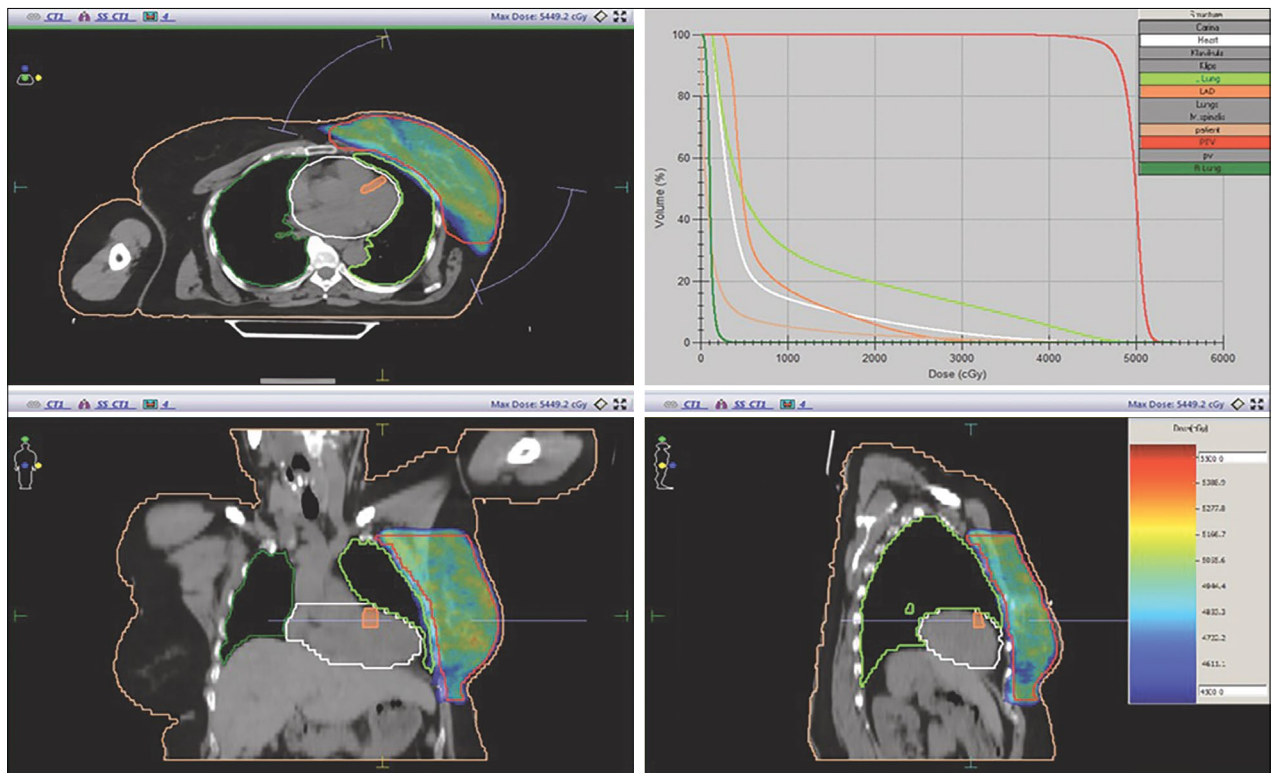 CT1 SS_CT1 4 Max Dose: 5449.2 cGy
Structure
Carina
Heart
Klavikula
Klips
L Lung
LAD
Lungs
M.spinalis
patient
PTV
pv
R Lung
Volume (%)
100
80
60
40
20
0
0 1000 2000 3000 4000 5000 6000
Dose (cGy)
CT1 SS_CT1 4 Max Dose: 5449.2 cGy
CT1 SS_CT1 4 Max Dose: 5449.2 cGy
Dose(cGy)
5500.0
5388.9
5277.8
5166.7
5055.6
4944.4
4833.3
4722.2
4611.1
4500.0